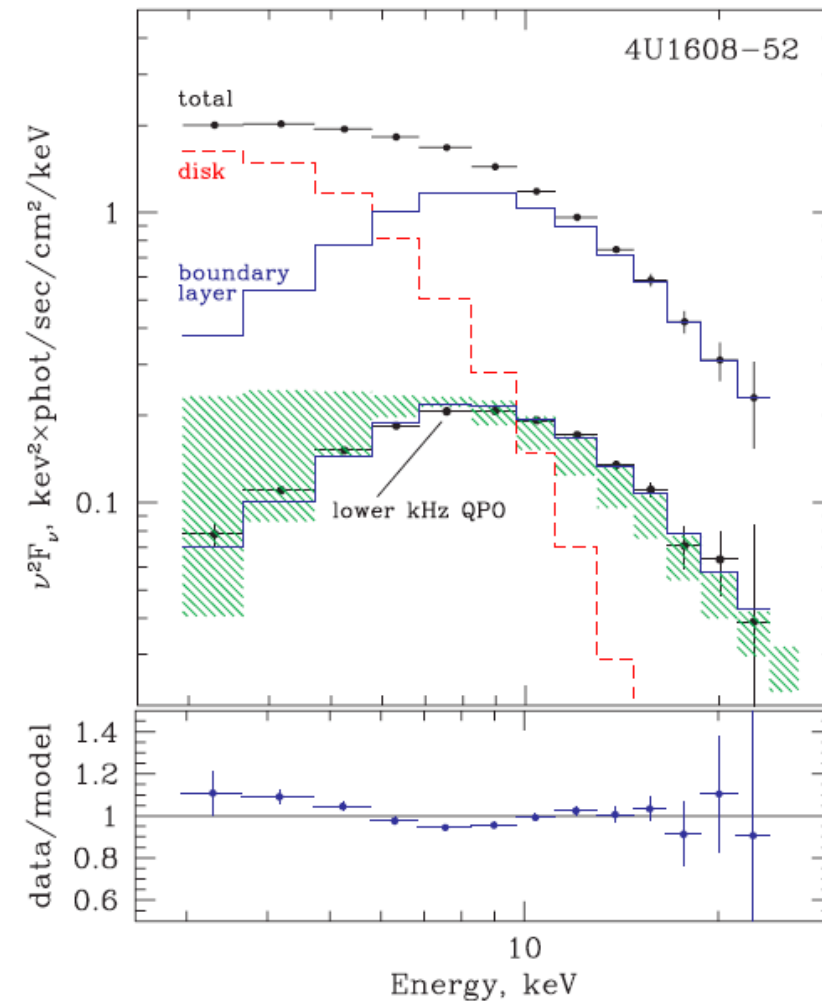 4U1608−52
total
disk
boundary
layer
lower kHz QPO
ν²Fν, kev²×phot/sec/cm²/keV
1
0.1
data/model
1.4
1.2
1
0.8
0.6
10
Energy, keV